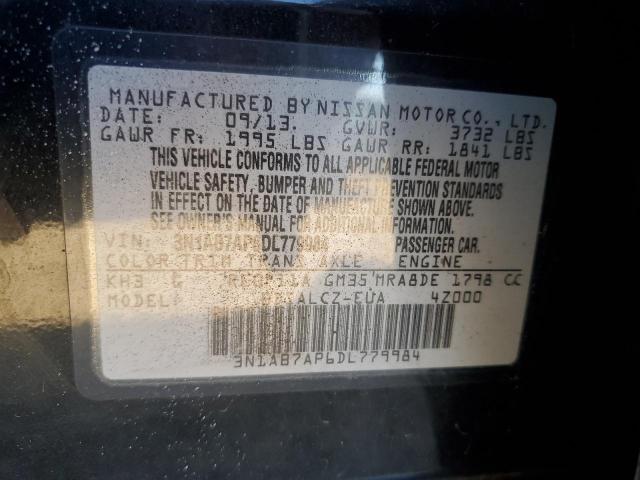 MANUFACTURED BY NISSAN MOTOR CO., LTD.
DATE: 09/13. GVWR: 3732 LBS
GAWR FR: 1995 LBS GAWR RR: 1841 LBS
THIS VEHICLE CONFORMS TO ALL APPLICABLE FEDERAL MOTOR
VEHICLE SAFETY, BUMPER AND THEFT PREVENTION STANDARDS
IN EFFECT ON THE DATE OF MANUFACTURE SHOWN ABOVE.
SEE OWNER'S MANUAL FOR ADDITIONAL INFORMATION.
VIN: 3N1AB7AP6DL779984 PASSENGER CAR.
COLOR TRIM TRANS AXLE ENGINE
KH3 G GM35 MRA8DE 1798 CC
MODEL: ALCZ-EUA 4Z000
3N1AB7AP6DL779984